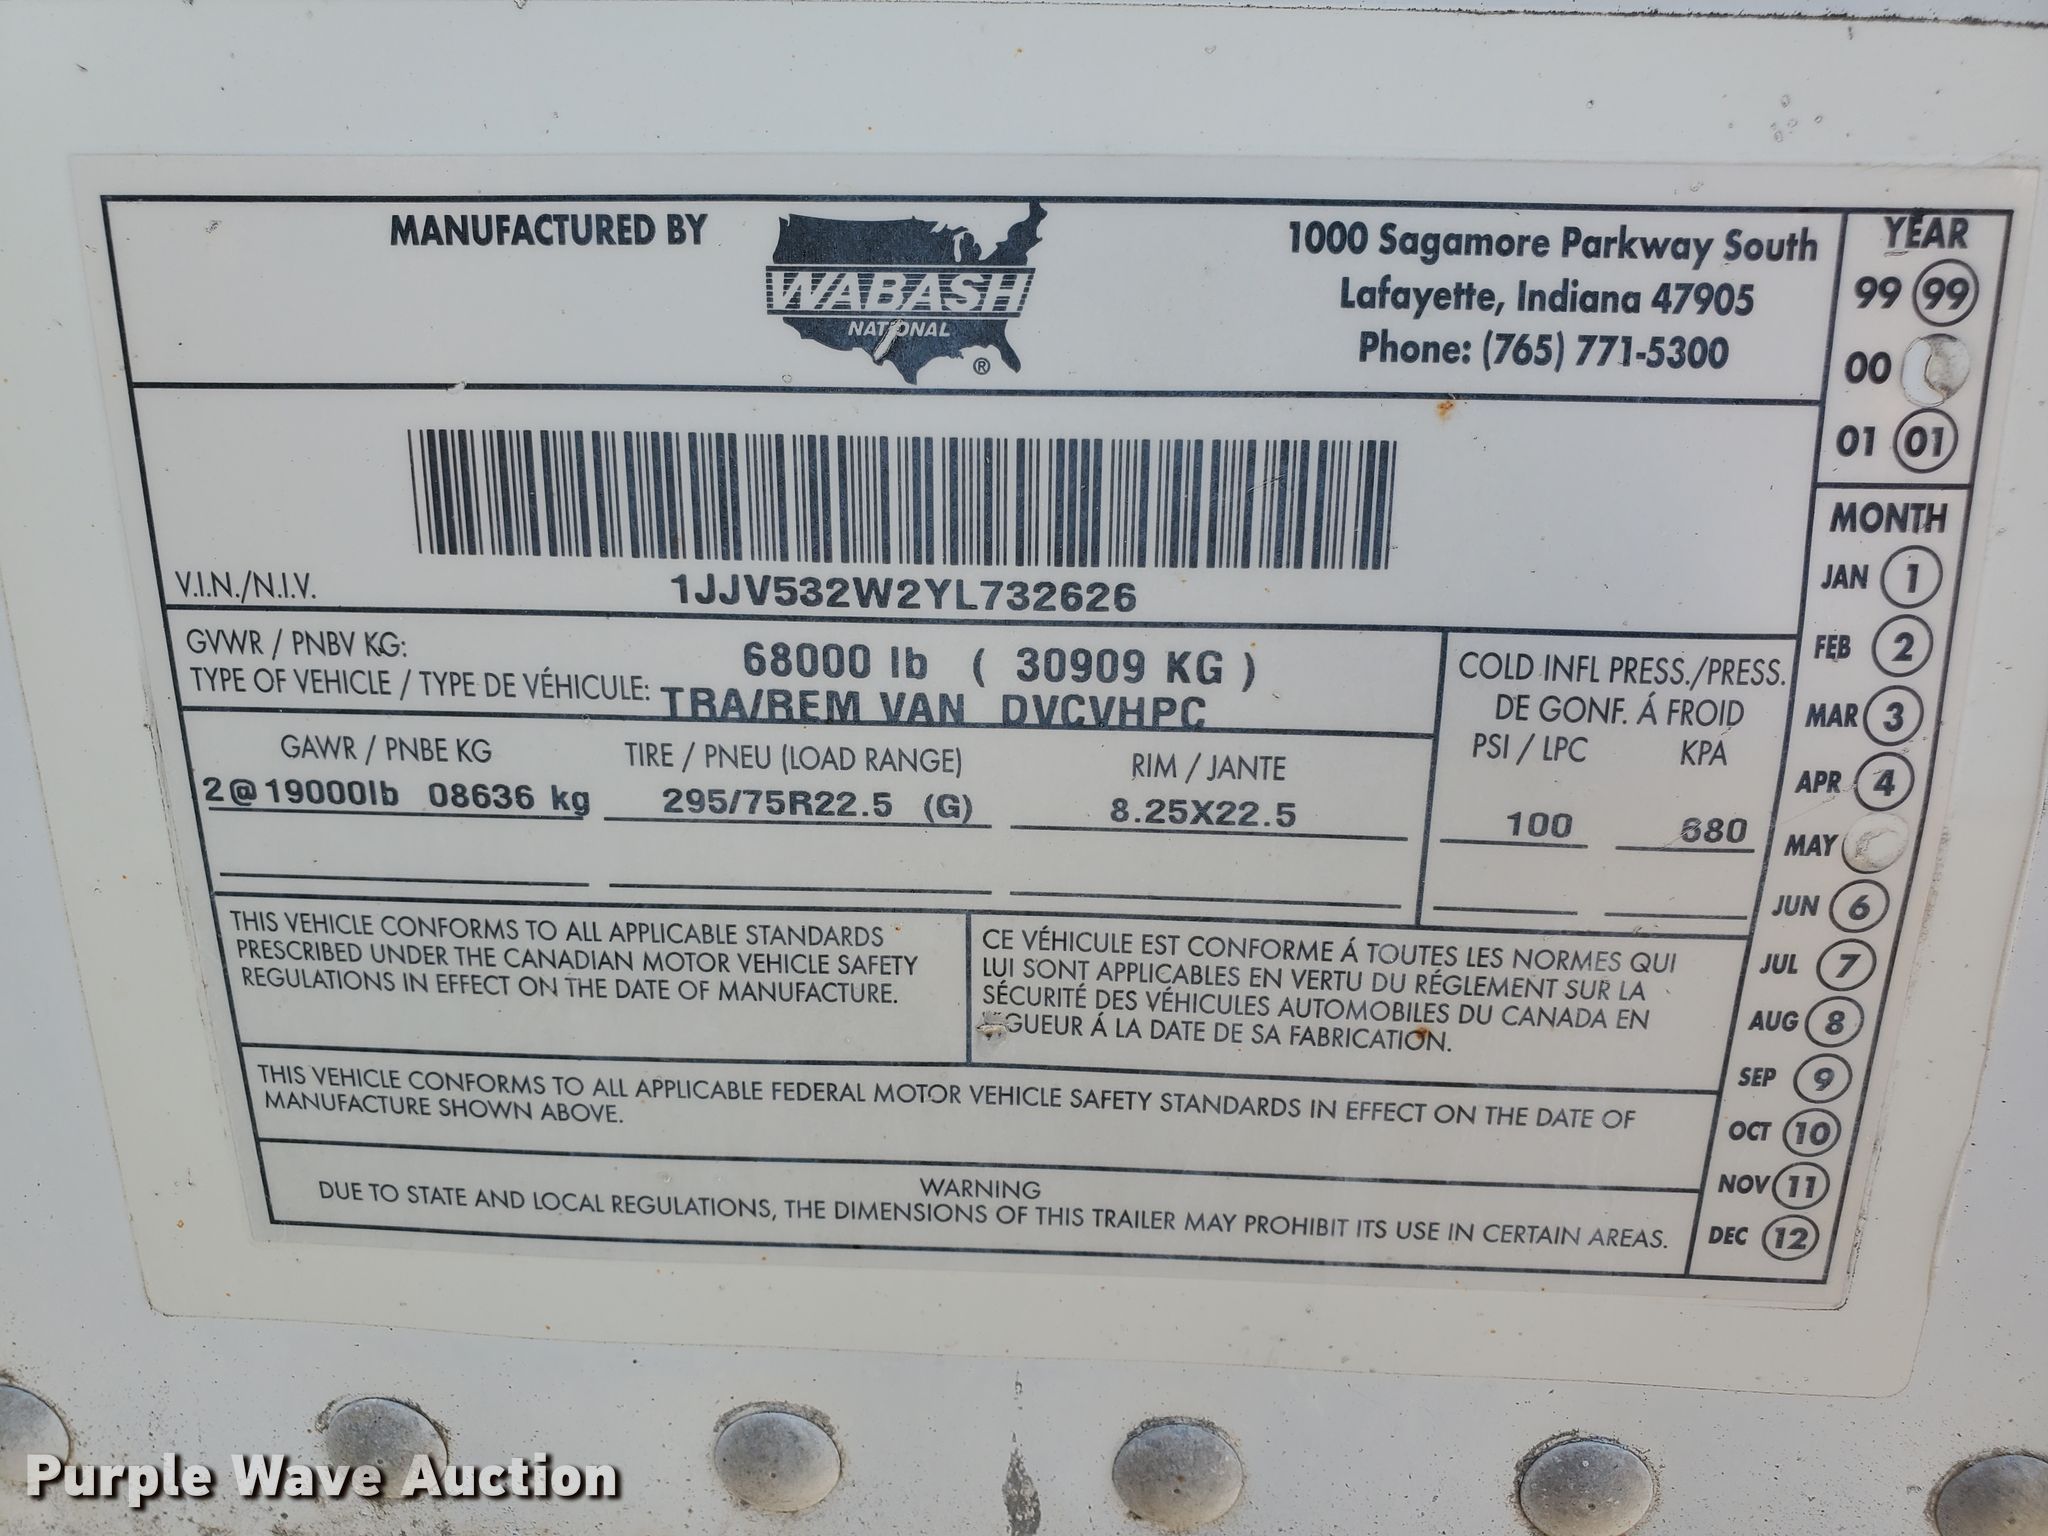 MANUFACTURED BY
WABASH
NATIONAL
®
1000 Sagamore Parkway South
Lafayette, Indiana 47905
Phone: (765) 771-5300
YEAR
99 99
00
01 01
V.I.N./N.I.V.
1JJV532W2YL732626
GVWR / PNBV KG: 68000 lb ( 30909 KG )
TYPE OF VEHICLE / TYPE DE VÉHICULE: TRA/REM VAN DVCVHPC
GAWR / PNBE KG
2@19000lb 08636 kg
TIRE / PNEU (LOAD RANGE)
295/75R22.5 (G)
RIM / JANTE
8.25X22.5
COLD INFL PRESS./PRESS.
DE GONF. Á FROID
PSI / LPC KPA
100 680
MONTH
JAN 1
FEB 2
MAR 3
APR 4
MAY
JUN 6
JUL 7
AUG 8
SEP 9
OCT 10
NOV 11
DEC 12
THIS VEHICLE CONFORMS TO ALL APPLICABLE STANDARDS
PRESCRIBED UNDER THE CANADIAN MOTOR VEHICLE SAFETY
REGULATIONS IN EFFECT ON THE DATE OF MANUFACTURE.
CE VÉHICULE EST CONFORME Á TOUTES LES NORMES QUI
LUI SONT APPLICABLES EN VERTU DU RÉGLEMENT SUR LA
SÉCURITÉ DES VÉHICULES AUTOMOBILES DU CANADA EN
GUEUR Á LA DATE DE SA FABRICATION.
THIS VEHICLE CONFORMS TO ALL APPLICABLE FEDERAL MOTOR VEHICLE SAFETY STANDARDS IN EFFECT ON THE DATE OF
MANUFACTURE SHOWN ABOVE.
WARNING
DUE TO STATE AND LOCAL REGULATIONS, THE DIMENSIONS OF THIS TRAILER MAY PROHIBIT ITS USE IN CERTAIN AREAS.
Purple Wave Auction